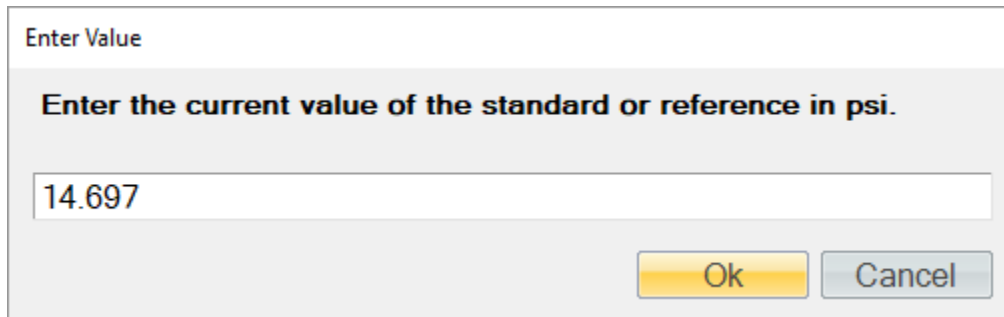 Enter Value
Enter the current value of the standard or reference in psi.
14.697
Ok Cancel